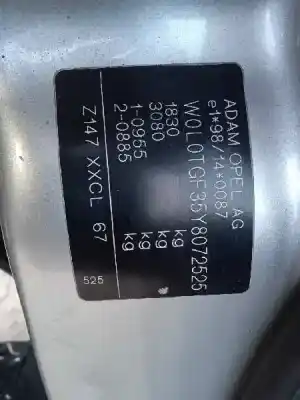 ADAM OPEL AG
e1*98/14*0087
W0L0TGF35Y8072525
1830 kg
3080 kg
1-0955 kg
2-0885 kg
Z147 XXCL 67
525